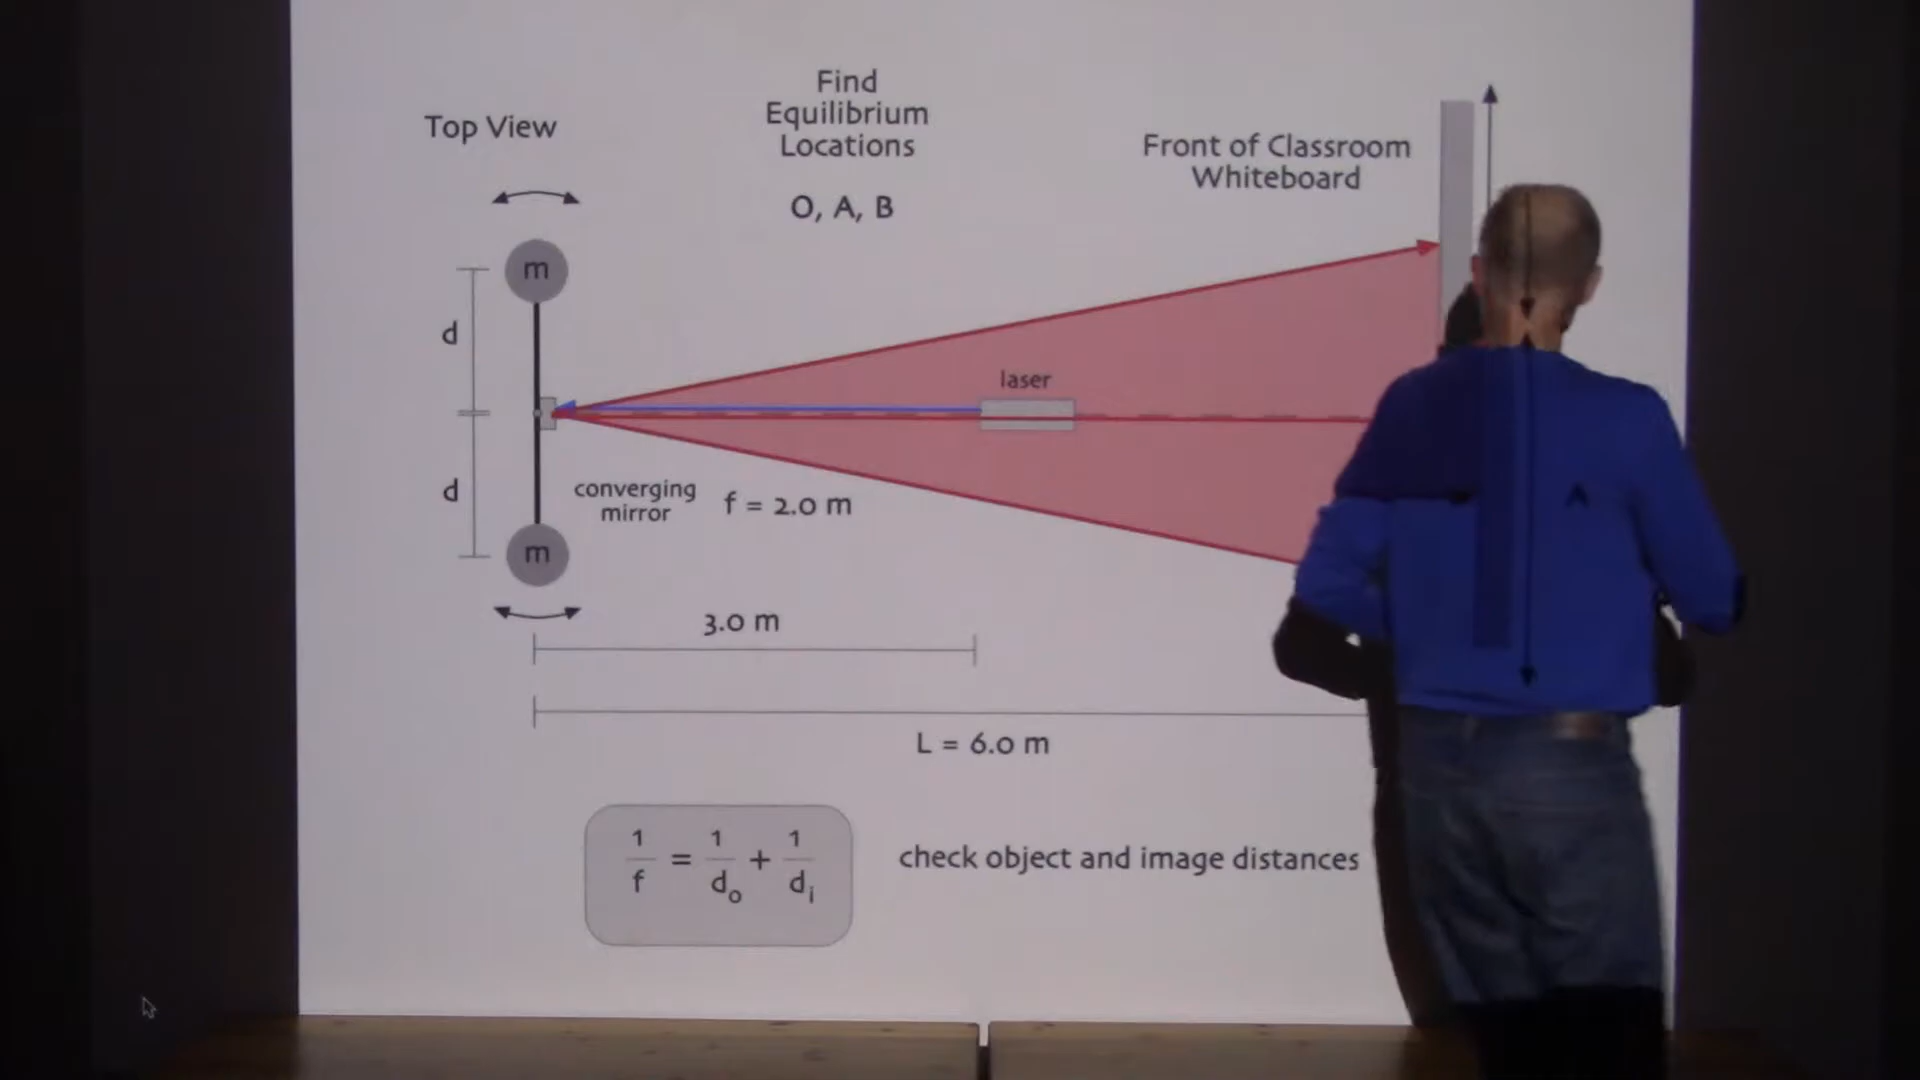 Top View
Find
Equilibrium
Locations
O, A, B
Front of Classroom
Whiteboard
m
d
laser
d
converging
mirror
f = 2.0 m
m
3.0 m
L = 6.0 m
1/f = 1/dₒ + 1/dᵢ
check object and image distances
A